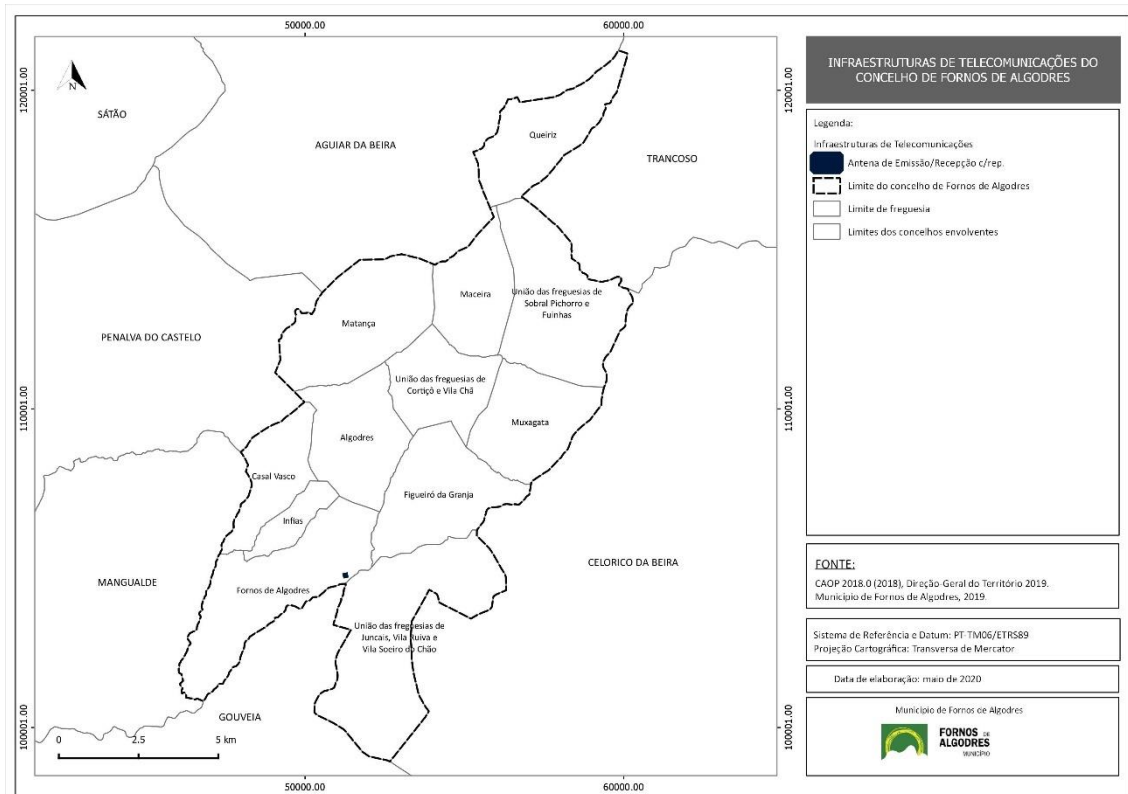 50000.00
60000.00
120001.00
120001.00
N
SÁTÃO
AGUIAR DA BEIRA
Queiriz
TRANCOSO
Maceira
União das freguesias de
Sobral Pichorro e
Fuinhas
Matança
PENALVA DO CASTELO
União das freguesias de
Cortiçô e Vila Chã
110001.00
110001.00
Muxagata
Algodres
Casal Vasco
Figueiró da Granja
Infias
MANGUALDE
CELORICO DA BEIRA
Fornos de Algodres
União das freguesias de
Juncais, Vila Ruiva e
Vila Soeiro do Chão
GOUVEIA
100001.00
100001.00
0 2.5 5 km
50000.00
60000.00
INFRAESTRUTURAS DE TELECOMUNICAÇÕES DO
CONCELHO DE FORNOS DE ALGODRES
Legenda:
Infraestruturas de Telecomunicações
Antena de Emissão/Recepção c/rep.
Limite do concelho de Fornos de Algodres
Limite de freguesia
Limites dos concelhos envolventes
FONTE:
CAOP 2018.0 (2018), Direção-Geral do Território 2019.
Município de Fornos de Algodres, 2019.
Sistema de Referência e Datum: PT-TM06/ETRS89
Projeção Cartográfica: Transversa de Mercator
Data de elaboração: maio de 2020
Município de Fornos de Algodres
FORNOS DE
ALGODRES
MUNICÍPIO